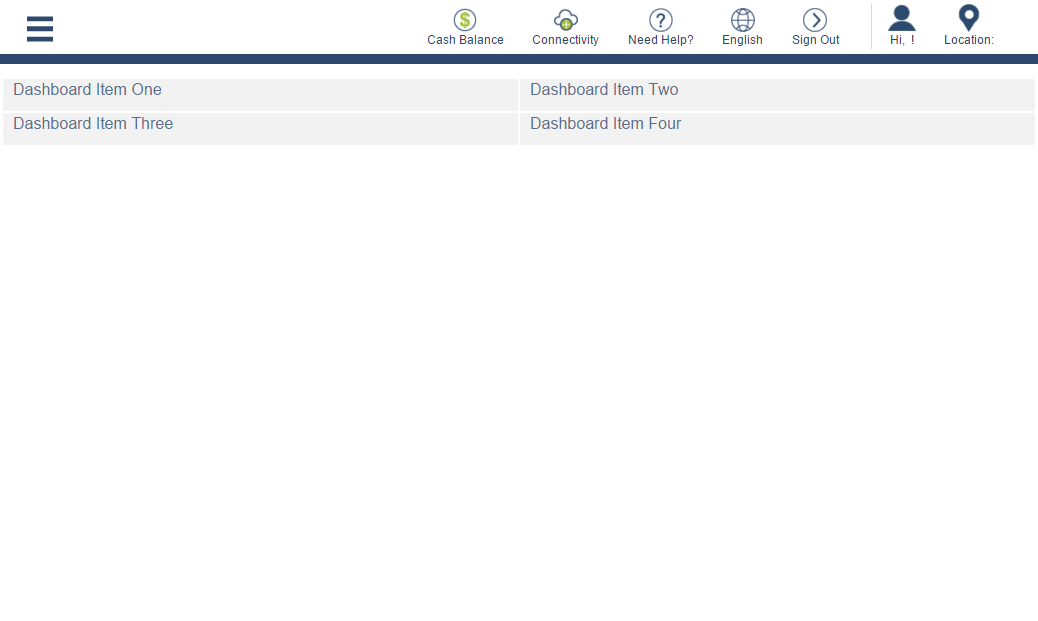 Cash Balance
Connectivity
Need Help?
English
Sign Out
Hi,  !
Location:
Dashboard Item One
Dashboard Item Two
Dashboard Item Three
Dashboard Item Four